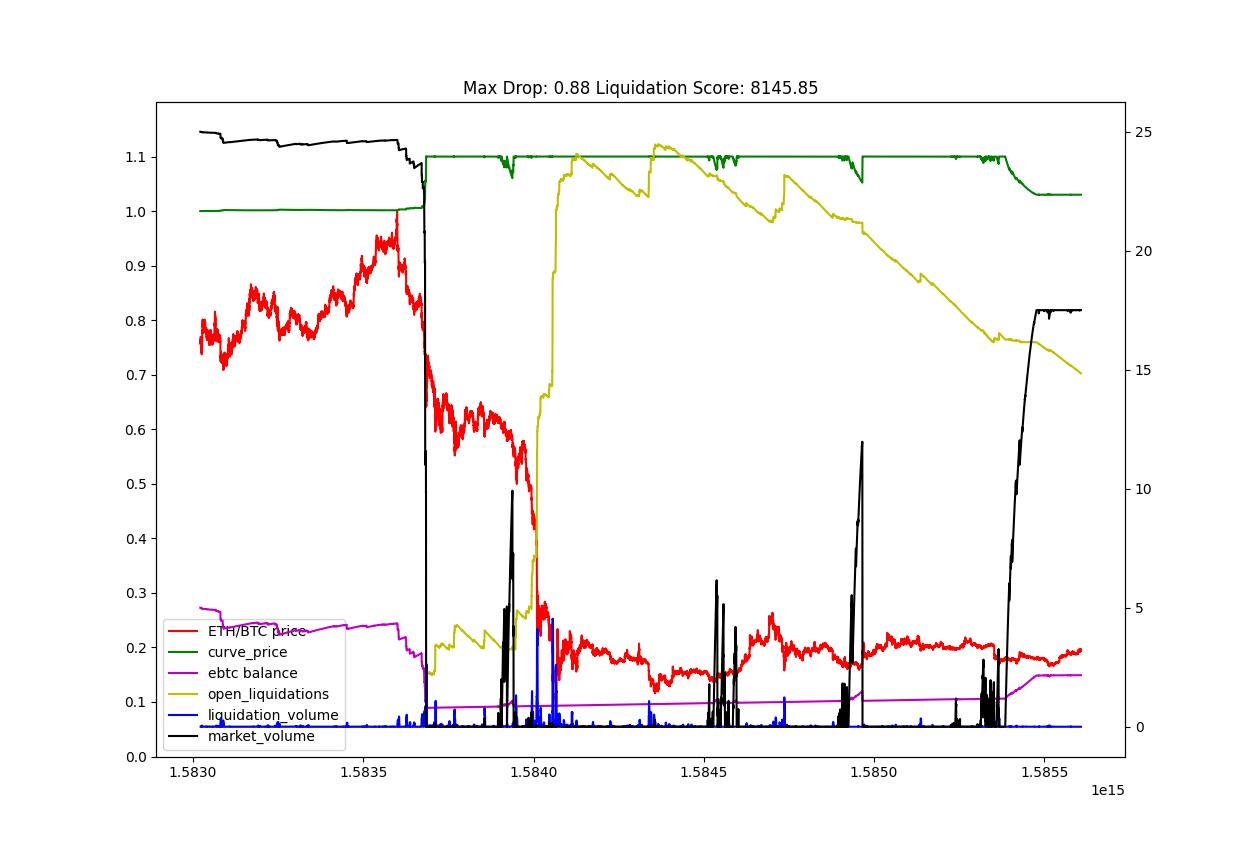 Max Drop: 0.88 Liquidation Score: 8145.85
1.1
1.0
0.9
0.8
0.7
0.6
0.5
0.4
0.3
0.2
0.1
0.0
25
20
15
10
5
0
ETH/BTC price
curve_price
ebtc balance
open_liquidations
liquidation_volume
market_volume
1.5830 1.5835 1.5840 1.5845 1.5850 1.5855
1e15